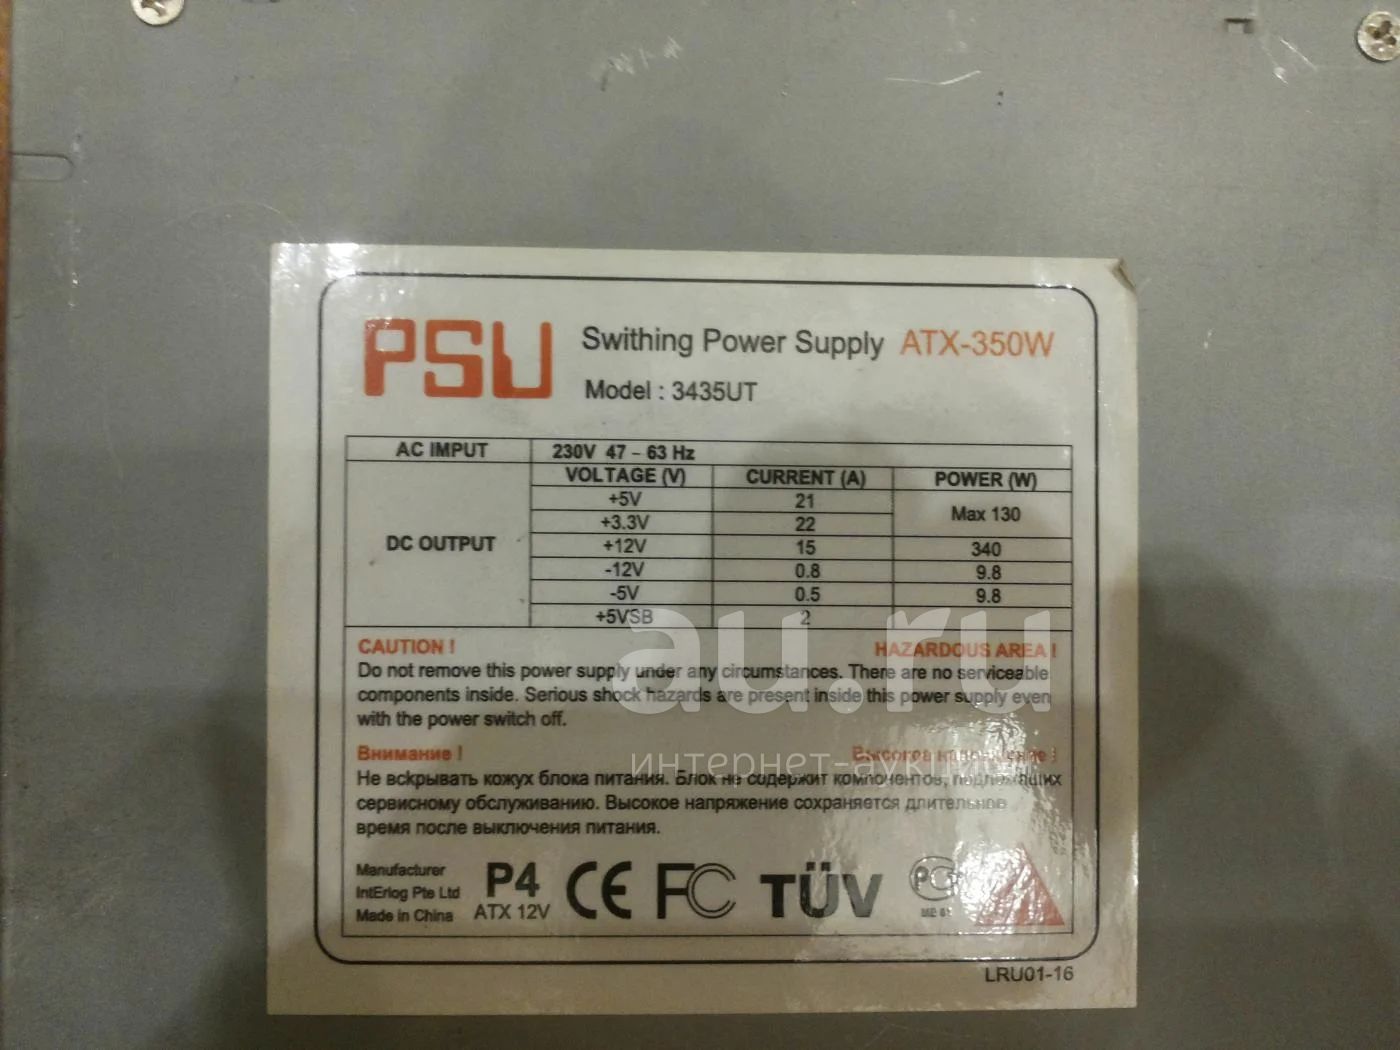 PSU Swithing Power Supply ATX-350W
Model : 3435UT
AC IMPUT 230V 47 - 63 Hz
DC OUTPUT
VOLTAGE (V) CURRENT (A) POWER (W)
+5V 21 Max 130
+3.3V 22
+12V 15 340
-12V 0.8 9.8
-5V 0.5 9.8
+5VSB 2
au.ru
CAUTION ! HAZARDOUS AREA !
Do not remove this power supply under any circumstances. There are no serviceable
components inside. Serious shock hazards are present inside this power supply even
with the power switch off.
интернет-аукцион
Внимание ! Высокое напряжение !
Не вскрывать кожух блока питания. Блок не содержит компонентов, подлежащих
сервисному обслуживанию. Высокое напряжение сохраняется длительное
время после выключения питания.
Manufacturer
IntErlog Pte Ltd
Made in China
P4
ATX 12V
CE FC TÜV
LRU01-16